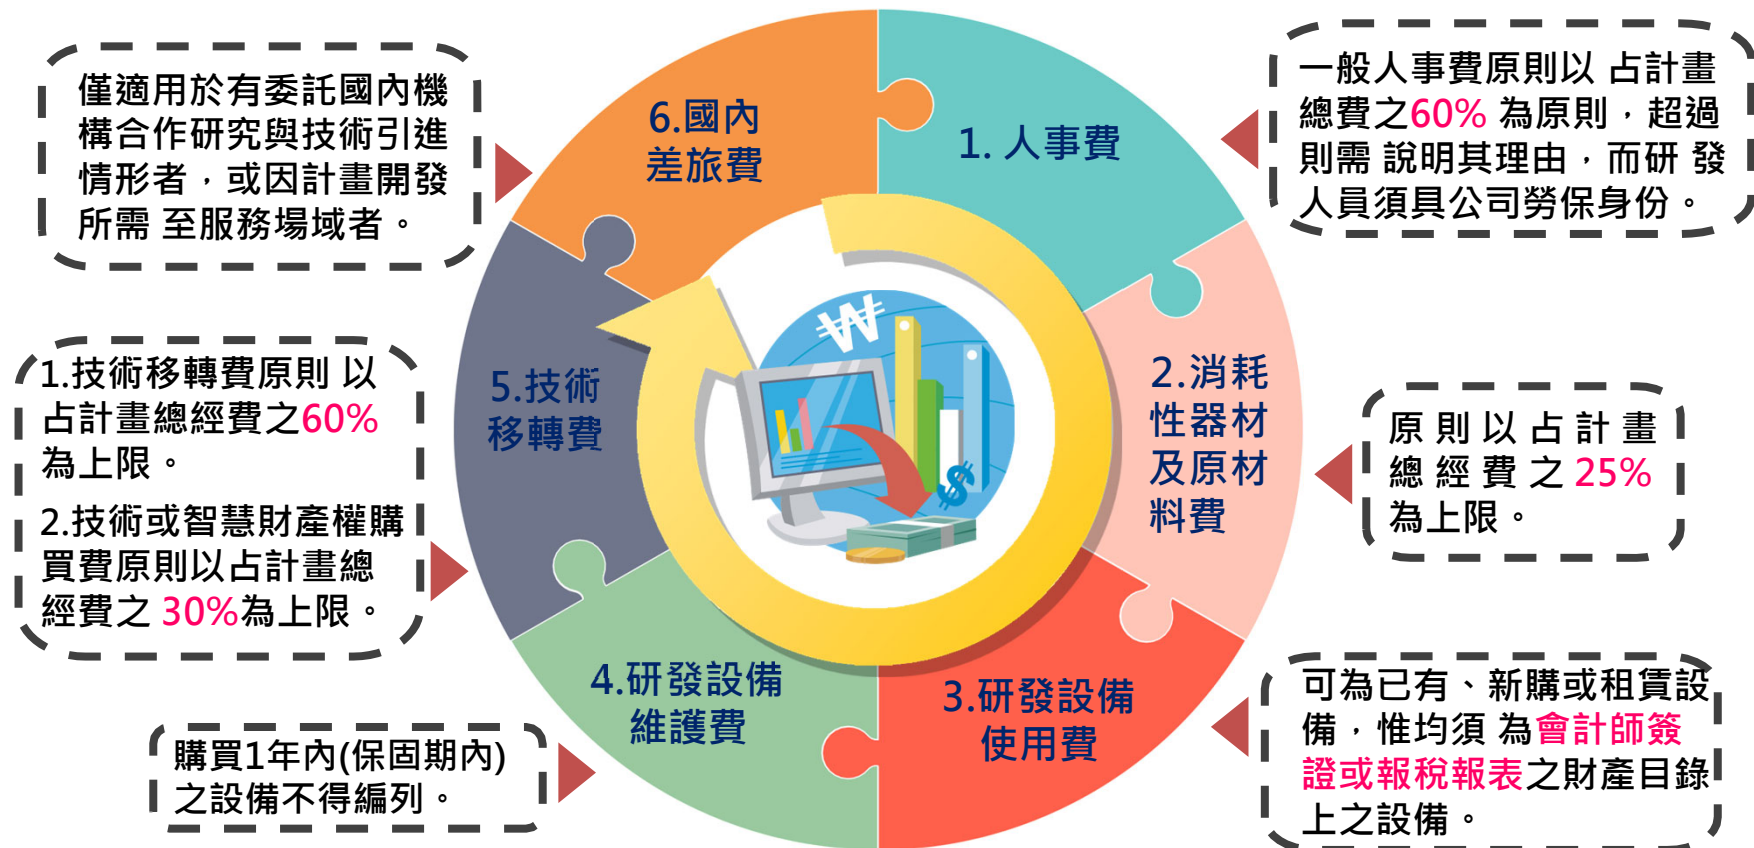 1. 人事費
一般人事費原則以 占計畫
總費之60% 為原則，超過
則需 說明其理由，而研 發
人員須具公司勞保身份。
2.消耗
性器材
及原材
料費
原則以占計畫
總經費之25%
為上限。
3.研發設備
使用費
可為已有、新購或租賃設
備，惟均須 為會計師簽
證或報稅報表之財產目錄
上之設備。
4.研發設備
維護費
購買1年內(保固期內)
之設備不得編列。
5.技術
移轉費
1.技術移轉費原則 以
占計畫總經費之60%
為上限。
2.技術或智慧財產權購
買費原則以占計畫總
經費之 30%為上限。
6.國內
差旅費
僅適用於有委託國內機
構合作研究與技術引進
情形者，或因計畫開發
所需 至服務場域者。
₩
$